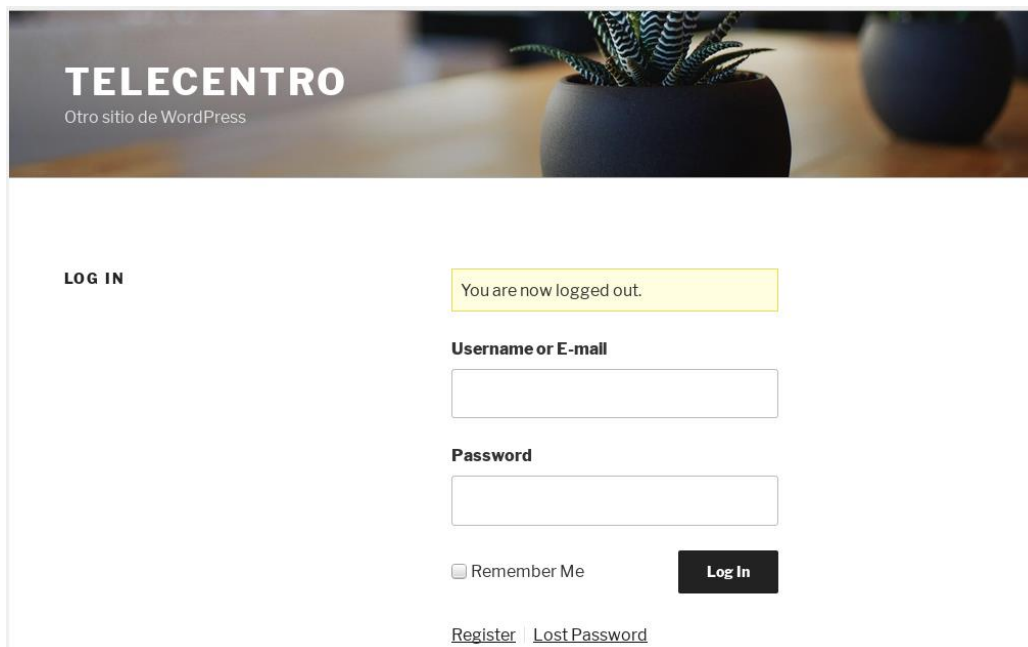 TELECENTRO
Otro sitio de WordPress
LOG IN
You are now logged out.
Username or E-mail
Password
Remember Me
Log In
Register
Lost Password